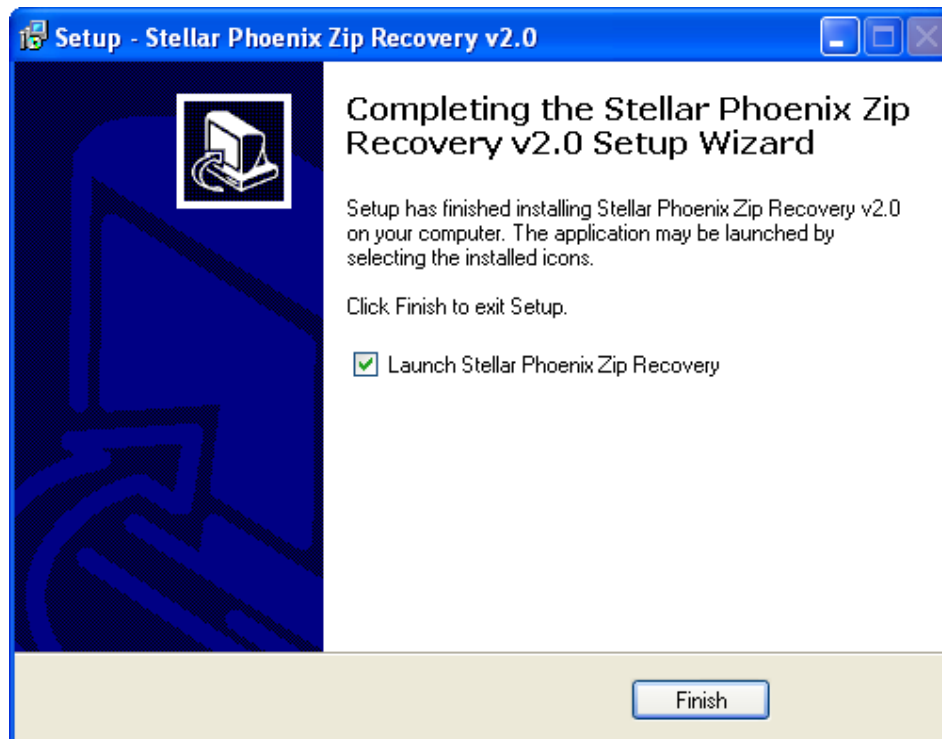 Setup - Stellar Phoenix Zip Recovery v2.0
Completing the Stellar Phoenix Zip
Recovery v2.0 Setup Wizard
Setup has finished installing Stellar Phoenix Zip Recovery v2.0
on your computer. The application may be launched by
selecting the installed icons.
Click Finish to exit Setup.
Launch Stellar Phoenix Zip Recovery
Finish